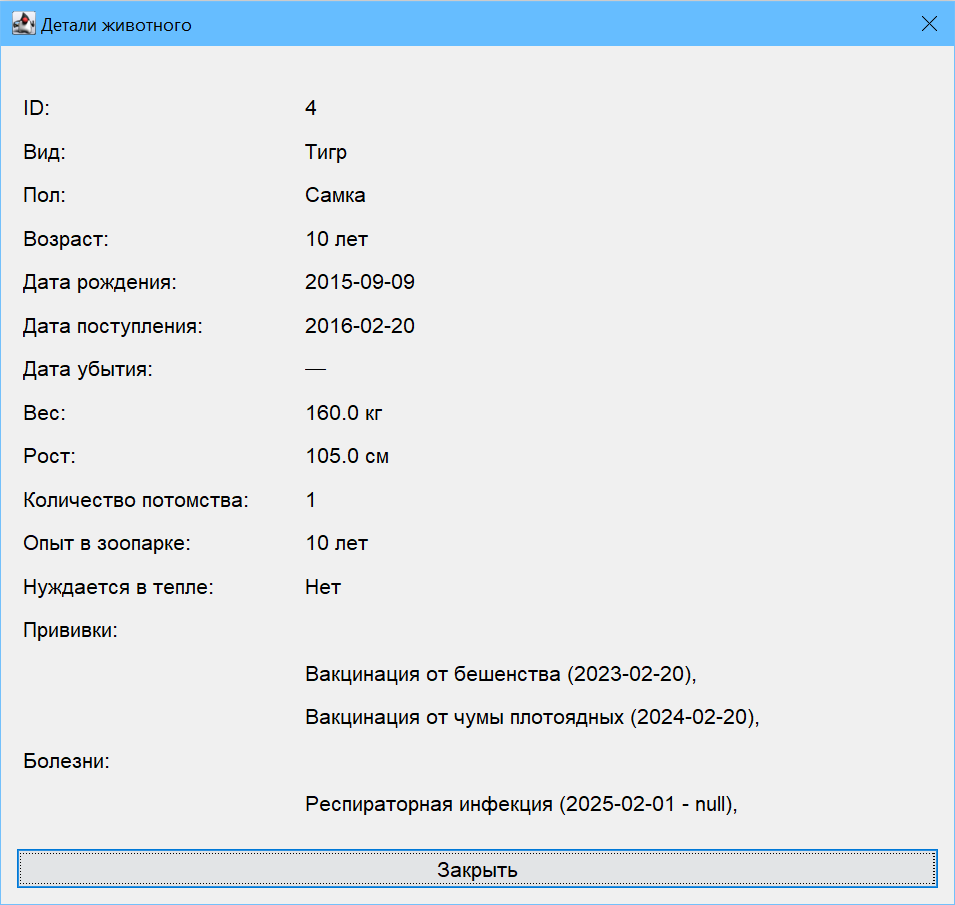 Детали животного
ID: 4
Вид: Тигр
Пол: Самка
Возраст: 10 лет
Дата рождения: 2015-09-09
Дата поступления: 2016-02-20
Дата убытия: —
Вес: 160.0 кг
Рост: 105.0 см
Количество потомства: 1
Опыт в зоопарке: 10 лет
Нуждается в тепле: Нет
Прививки:
Вакцинация от бешенства (2023-02-20),
Вакцинация от чумы плотоядных (2024-02-20),
Болезни:
Респираторная инфекция (2025-02-01 - null),
Закрыть